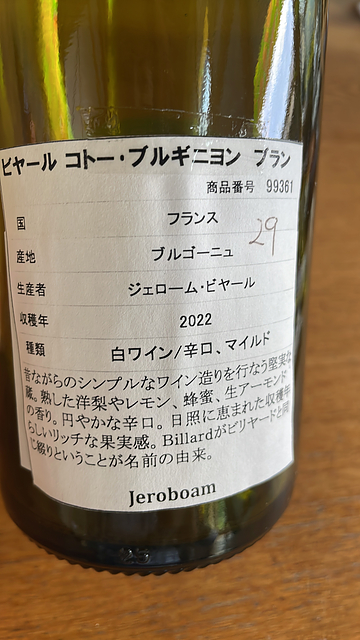 ビヤール コトー・ブルギニヨン ブラン
商品番号 99361
国 フランス
29
産地 ブルゴーニュ
生産者 ジェローム・ビヤール
収穫年 2022
種類 白ワイン/辛口、マイルド
昔ながらのシンプルなワイン造りを行なう堅実な
蔵。熟した洋梨やレモン、蜂蜜、生アーモンド
の香り。円やかな辛口。日照に恵まれた収穫年
らしいリッチな果実感。Billardがビリヤードと同
じ綴りということが名前の由来。
Jeroboam